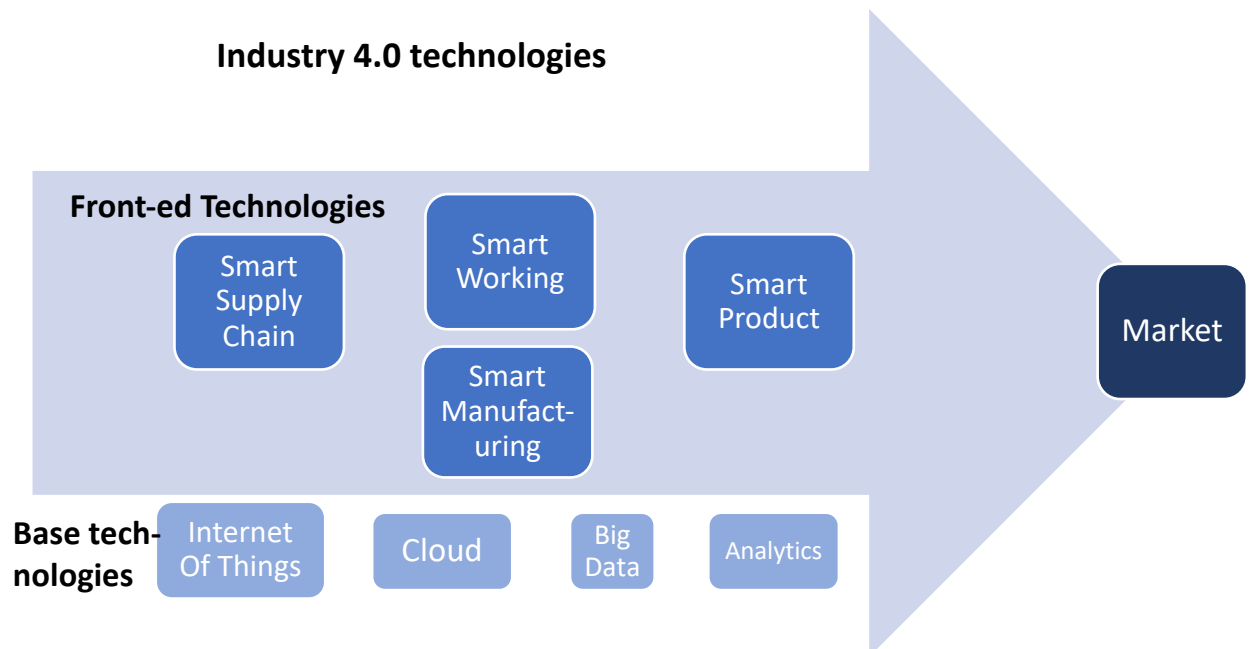 Industry 4.0 technologies
Front-ed Technologies
Smart
Supply
Chain
Smart
Working
Smart
Manufact-
uring
Smart
Product
Market
Base tech-
nologies
Internet
Of Things
Cloud
Big
Data
Analytics